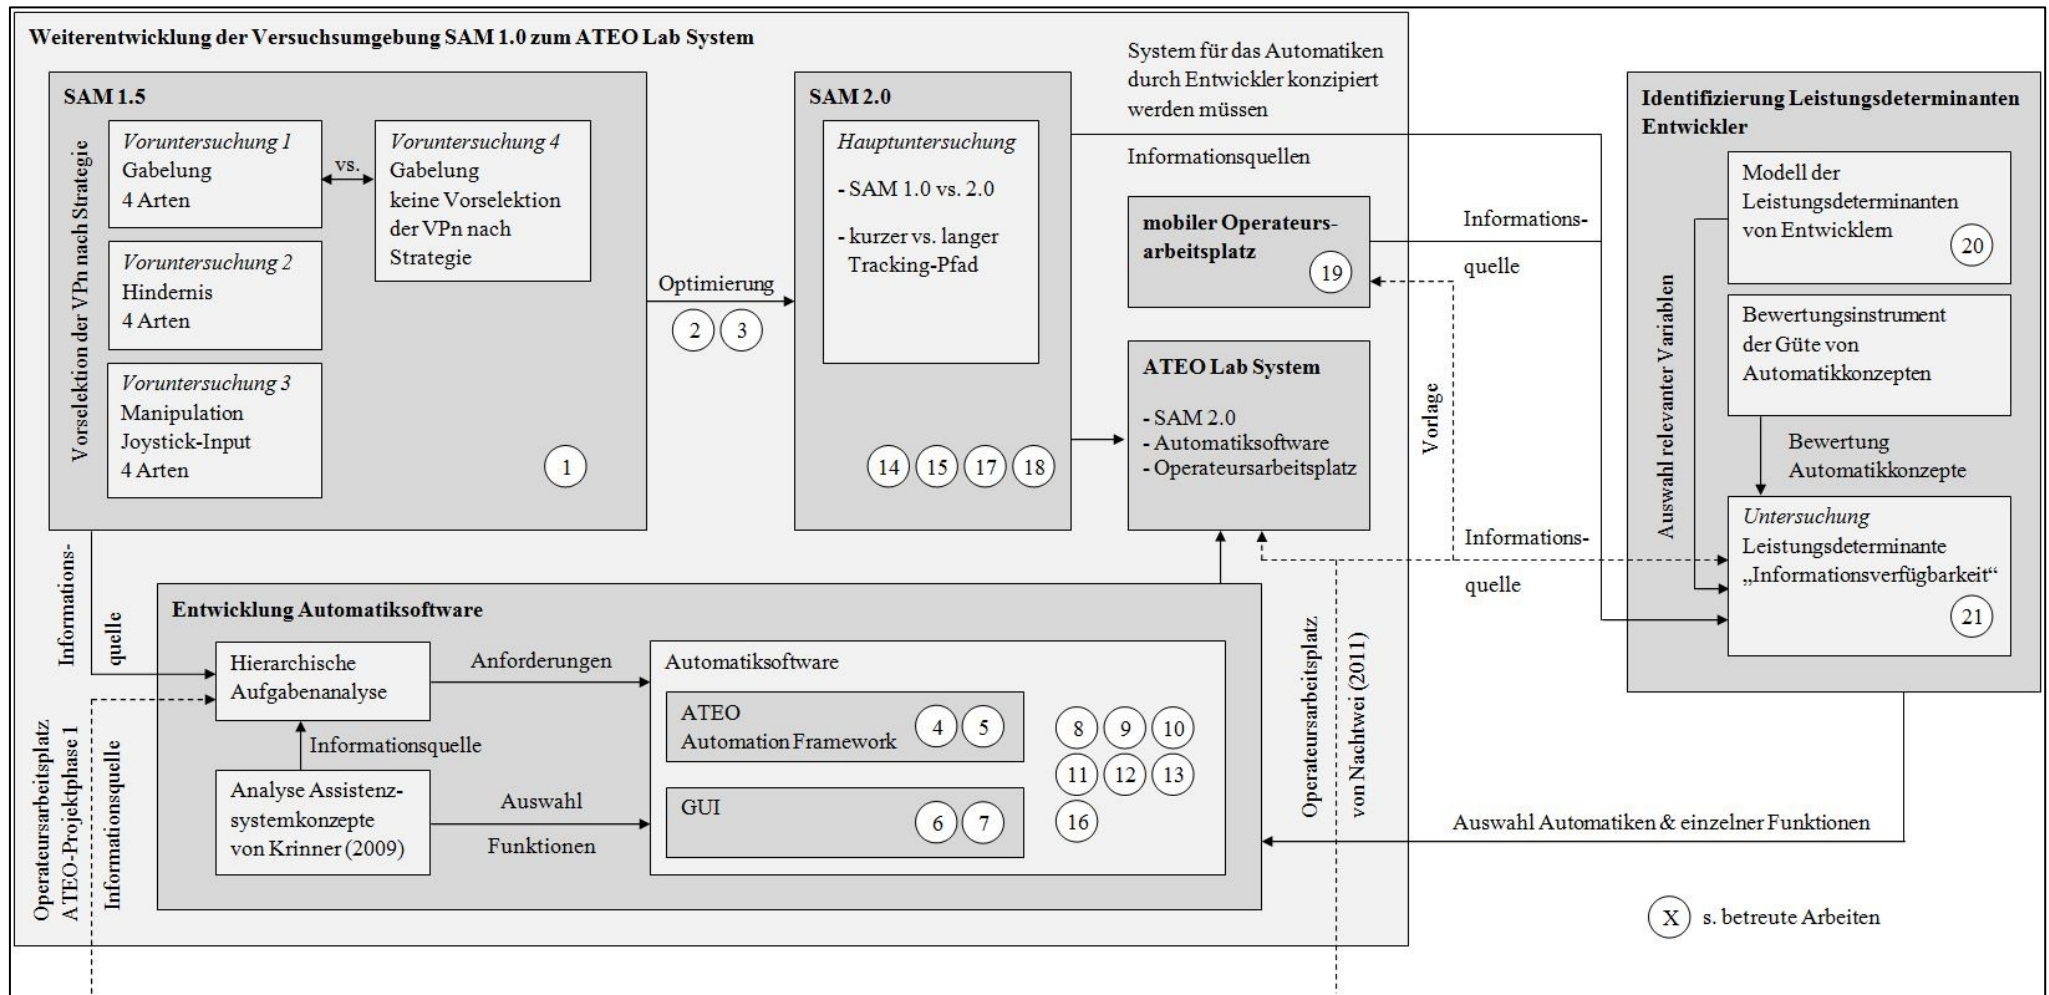 Weiterentwicklung der Versuchsumgebung SAM 1.0 zum ATEO Lab System
SAM 1.5
Vorselektion der VPn nach Strategie
Voruntersuchung 1
Gabelung
4 Arten
vs.
Voruntersuchung 4
Gabelung
keine Vorselektion
der VPn nach
Strategie
Voruntersuchung 2
Hindernis
4 Arten
Voruntersuchung 3
Manipulation
Joystick-Input
4 Arten
1
Optimierung
2 3
SAM 2.0
Hauptuntersuchung
- SAM 1.0 vs. 2.0
- kurzer vs. langer
Tracking-Pfad
14 15 17 18
System für das Automatiken
durch Entwickler konzipiert
werden müssen
Informationsquellen
mobiler Operateurs-
arbeitsplatz
19
ATEO Lab System
- SAM 2.0
- Automatiksoftware
- Operateursarbeitsplatz
Informations-
quelle
Vorlage
Informations-
quelle
Identifizierung Leistungsdeterminanten
Entwickler
Auswahl relevanter Variablen
Modell der
Leistungsdeterminanten
von Entwicklern
20
Bewertungsinstrument
der Güte von
Automatikkonzepten
Bewertung
Automatikkonzepte
Untersuchung
Leistungsdeterminante
„Informationsverfügbarkeit“
21
Informations-
quelle
Operateursarbeitsplatz
ATEO-Projektphase 1
Informationsquelle
Entwicklung Automatiksoftware
Hierarchische
Aufgabenanalyse
Anforderungen
Informationsquelle
Analyse Assistenz-
systemkonzepte
von Krinner (2009)
Auswahl
Funktionen
Automatiksoftware
ATEO
Automation Framework
4 5
GUI
6 7
8 9 10
11 12 13
16
Operateursarbeitsplatz
von Nachtwei (2011)
Auswahl Automatiken & einzelner Funktionen
X s. betreute Arbeiten